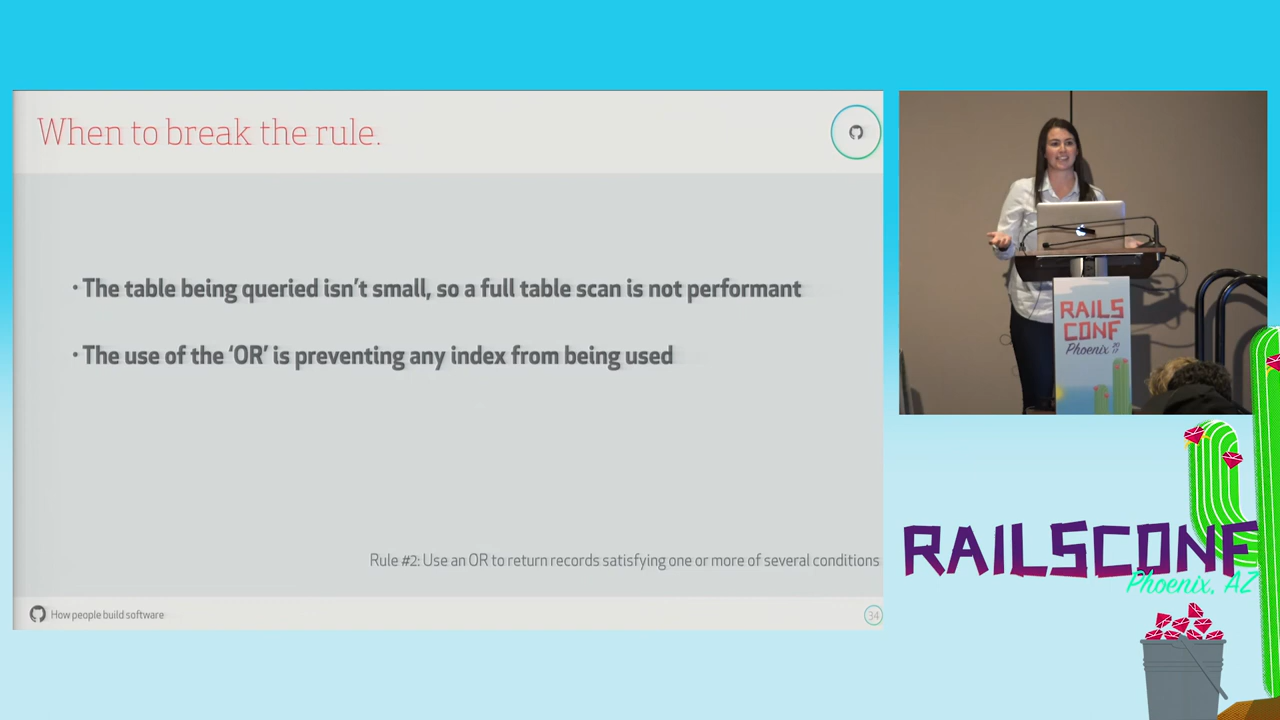 When to break the rule.
· The table being queried isn't small, so a full table scan is not performant
· The use of the 'OR' is preventing any index from being used
Rule #2: Use an OR to return records satisfying one or more of several conditions
How people build software
34
RAILS
CONF
Phoenix 2017
RAILSCONF
Phoenix, AZ